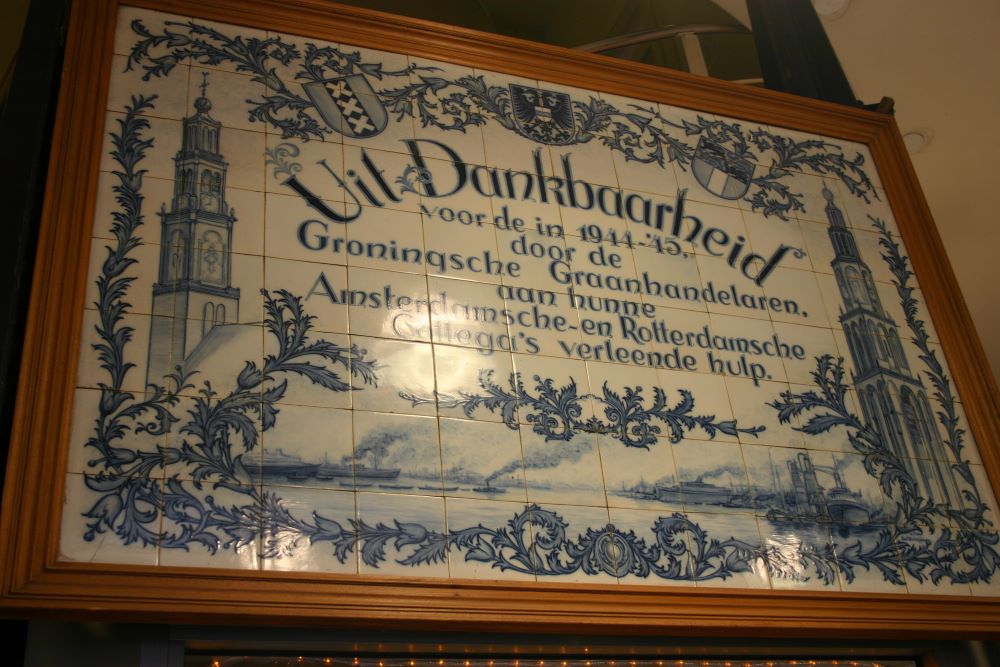 Uit Dankbaarheid
voor de in 1944-'45,
door de
Groningsche Graanhandelaren,
aan hunne
Amsterdamsche-en Rotterdamsche
Collega's verleende hulp.